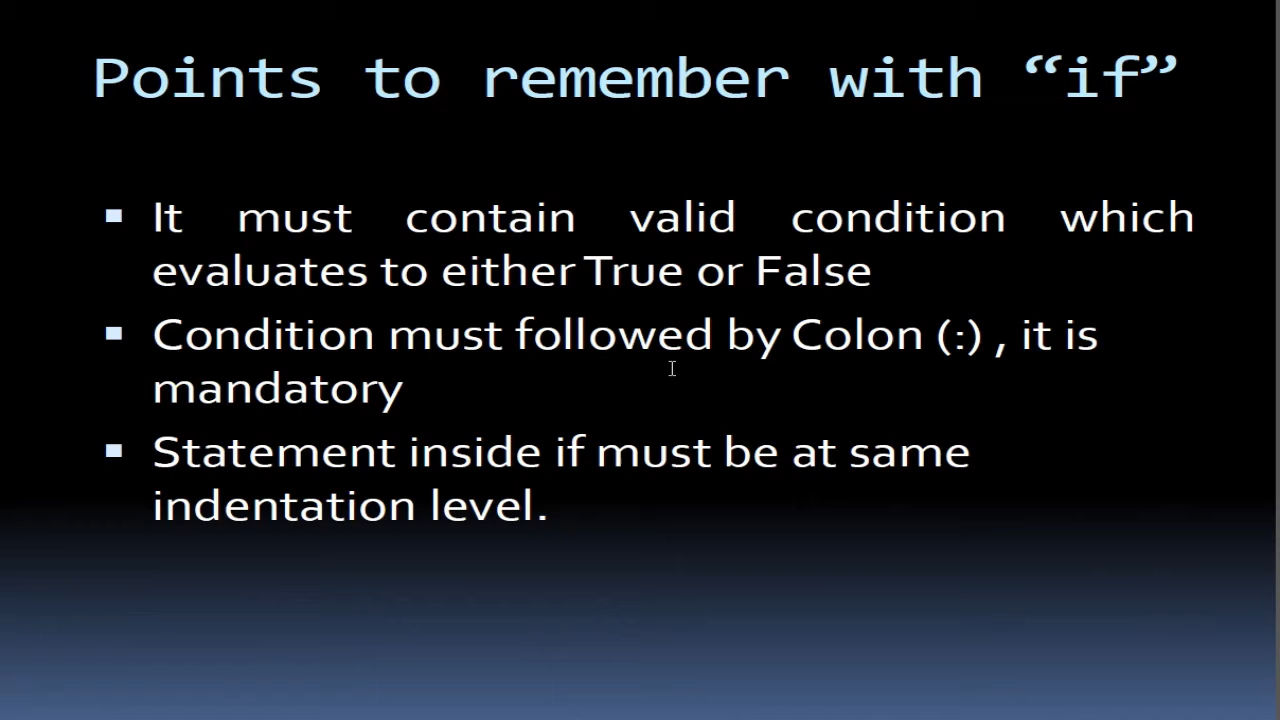 Points to remember with “if”
It must contain valid condition which
evaluates to either True or False
Condition must followed by Colon (:) , it is
mandatory
Statement inside if must be at same
indentation level.